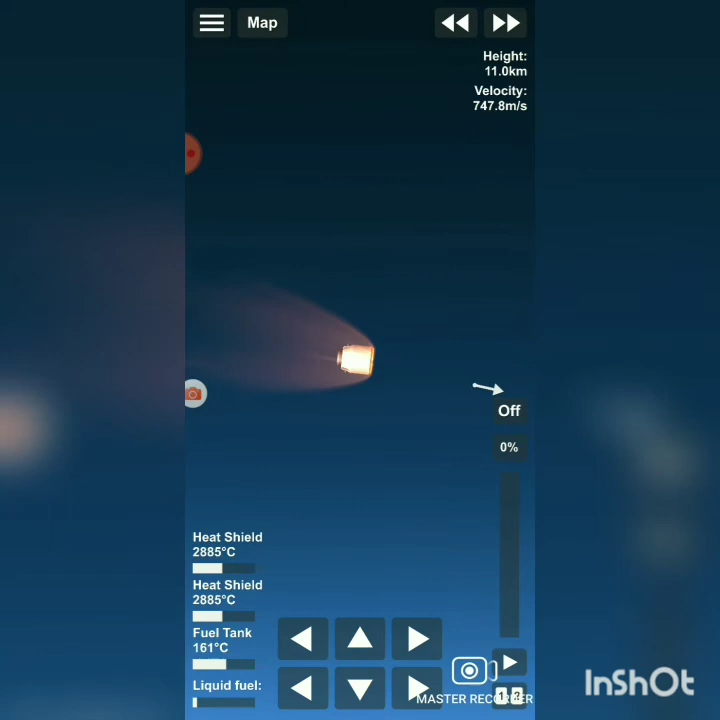 Map
Height:
11.0km
Velocity:
747.8m/s
Off
0%
Heat Shield
2885°C
Heat Shield
2885°C
Fuel Tank
161°C
Liquid fuel:
MASTER RECORDER
InShOt